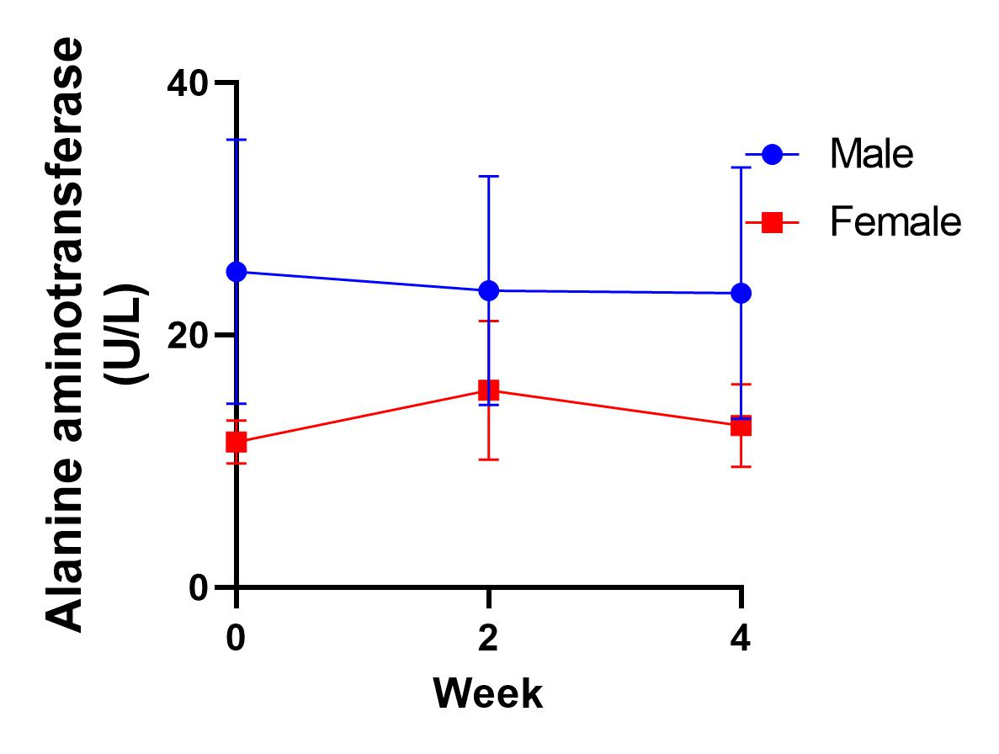 Alanine aminotransferase
(U/L)
40
20
0
0 2 4
Week
Male
Female